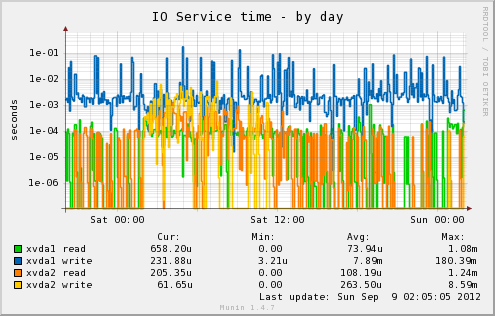 IO Service time - by day
RRDTOOL / TOBI OETIKER
seconds
1e-01
1e-02
1e-03
1e-04
1e-05
1e-06
Sat 00:00 Sat 12:00 Sun 00:00
Cur: Min: Avg: Max:
xvda1 read 658.20u 0.00 73.94u 1.08m
xvda1 write 231.88u 3.21u 7.89m 180.39m
xvda2 read 205.35u 0.00 108.19u 1.24m
xvda2 write 61.65u 0.00 263.50u 8.59m
Last update: Sun Sep 9 02:05:05 2012
Munin 1.4.7